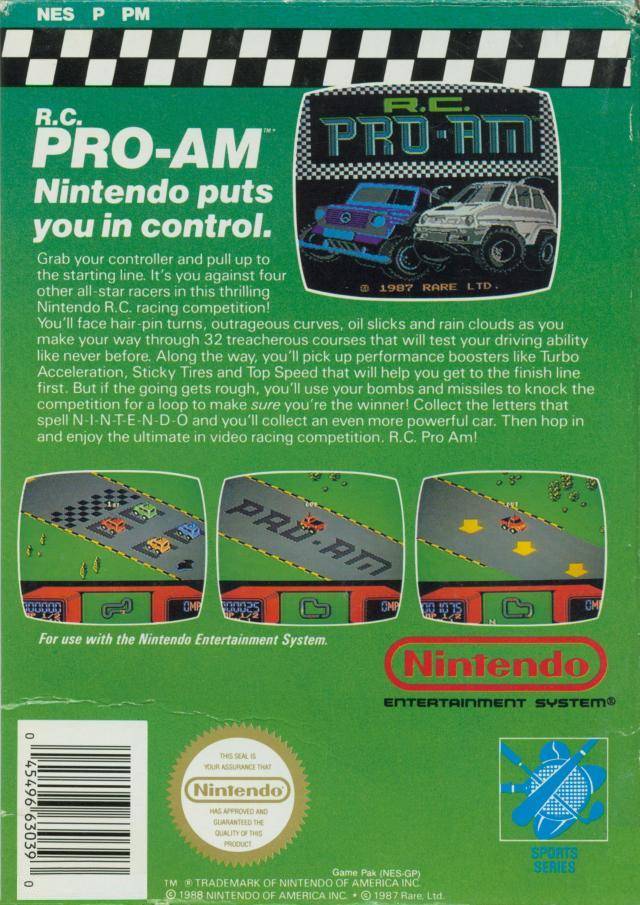 NES P PM
R.C.
PRO-AM™
Nintendo puts
you in control.
Grab your controller and pull up to
the starting line. It's you against four
other all-star racers in this thrilling
Nintendo R.C. racing competition!
You'll face hair-pin turns, outrageous curves, oil slicks and rain clouds as you
make your way through 32 treacherous courses that will test your driving ability
like never before. Along the way, you'll pick up performance boosters like Turbo
Acceleration, Sticky Tires and Top Speed that will help you get to the finish line
first. But if the going gets rough, you'll use your bombs and missiles to knock the
competition for a loop to make sure you're the winner! Collect the letters that
spell N-I-N-T-E-N-D-O and you'll collect an even more powerful car. Then hop in
and enjoy the ultimate in video racing competition. R.C. Pro Am!
R.C.
PRO-AM
© 1987 RARE LTD.
PRO-AM
000025
001075
For use with the Nintendo Entertainment System.
Nintendo®
ENTERTAINMENT SYSTEM®
0 45496 63039 0
THIS SEAL IS
YOUR ASSURANCE THAT
Nintendo
HAS APPROVED AND
GUARANTEED THE
QUALITY OF THIS
PRODUCT
SPORTS
SERIES
Game Pak (NES-GP)
TM ® TRADEMARK OF NINTENDO OF AMERICA INC.
© 1988 NINTENDO OF AMERICA INC. • © 1987 Rare, Ltd.